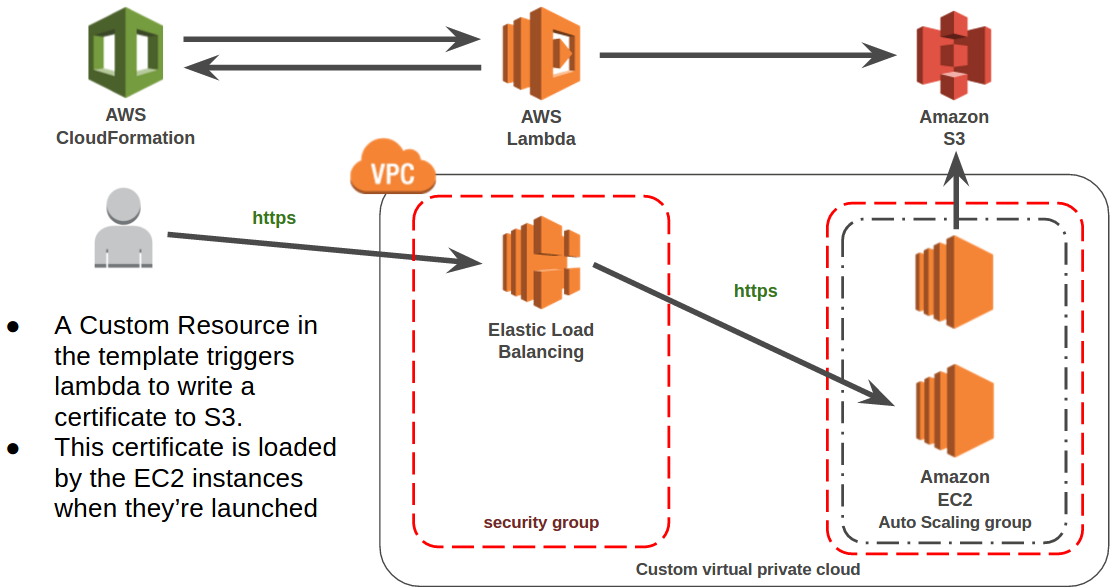 AWS
CloudFormation
AWS
Lambda
Amazon
S3
VPC
https
Elastic Load
Balancing
https
● A Custom Resource in
the template triggers
lambda to write a
certificate to S3.
● This certificate is loaded
by the EC2 instances
when they’re launched
Amazon
EC2
Auto Scaling group
security group
Custom virtual private cloud